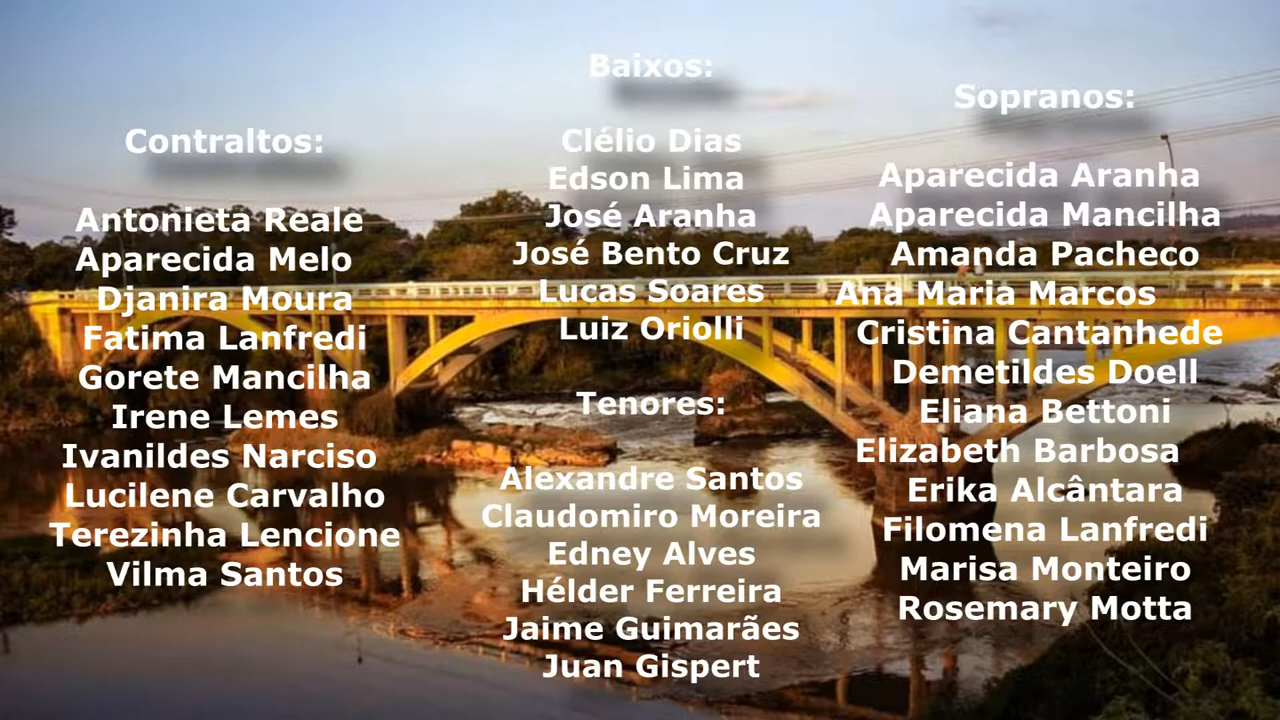 Contraltos:
Antonieta Reale
Aparecida Melo
Djanira Moura
Fatima Lanfredi
Gorete Mancilha
Irene Lemes
Ivanildes Narciso
Lucilene Carvalho
Terezinha Lencione
Vilma Santos
Baixos:
Clélio Dias
Edson Lima
José Aranha
José Bento Cruz
Lucas Soares
Luiz Oriolli
Tenores:
Alexandre Santos
Claudomiro Moreira
Edney Alves
Hélder Ferreira
Jaime Guimarães
Juan Gispert
Sopranos:
Aparecida Aranha
Aparecida Mancilha
Amanda Pacheco
Ana Maria Marcos
Cristina Cantanhede
Demetildes Doell
Eliana Bettoni
Elizabeth Barbosa
Erika Alcântara
Filomena Lanfredi
Marisa Monteiro
Rosemary Motta